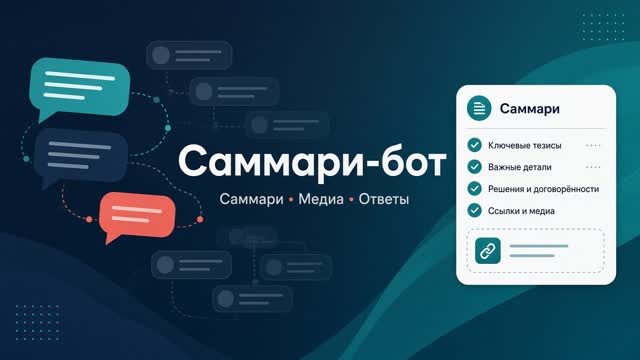 Саммари-бот
Саммари • Медиа • Ответы
Саммари
Ключевые тезисы
Важные детали
Решения и договорённости
Ссылки и медиа